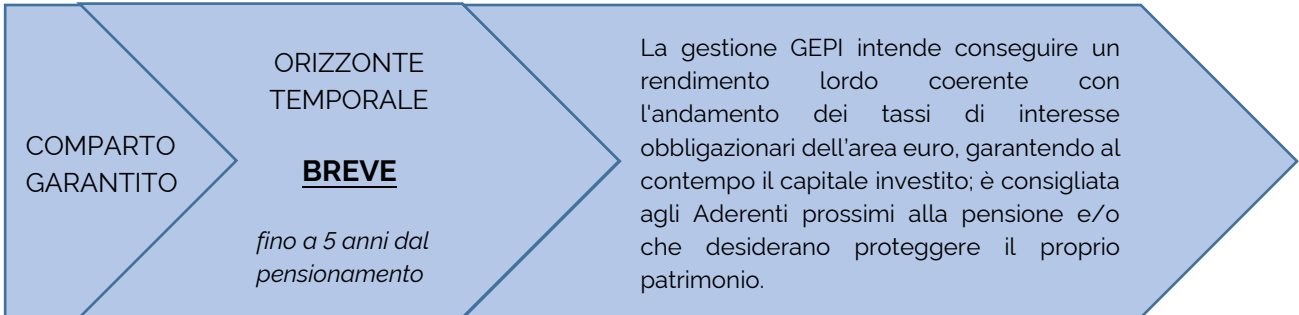 COMPARTO
GARANTITO
ORIZZONTE
TEMPORALE
BREVE
fino a 5 anni dal
pensionamento
La gestione GEPI intende conseguire un
rendimento lordo coerente con
l'andamento dei tassi di interesse
obbligazionari dell’area euro, garantendo al
contempo il capitale investito; è consigliata
agli Aderenti prossimi alla pensione e/o
che desiderano proteggere il proprio
patrimonio.